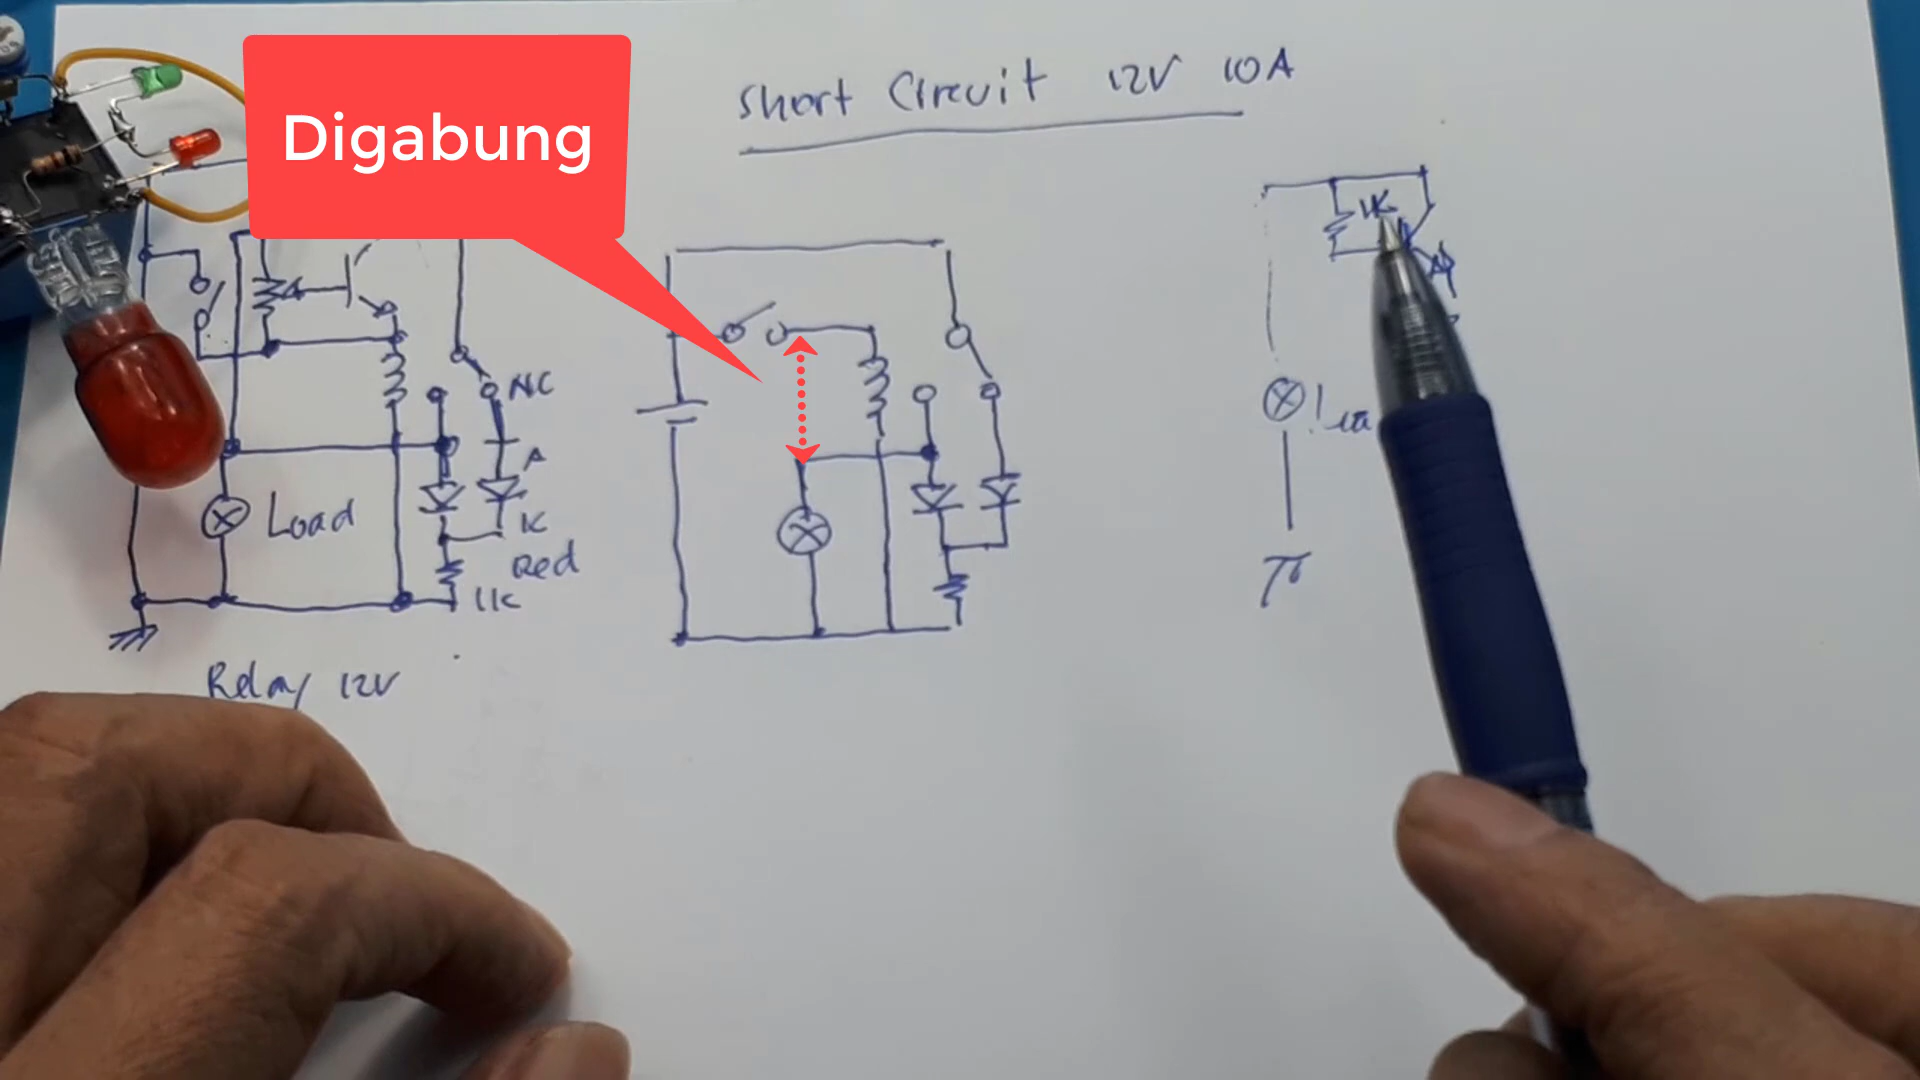 Short Circuit 12V 10A
Digabung
1K
NC
A
Load
K
Red
1K
Relay 12V